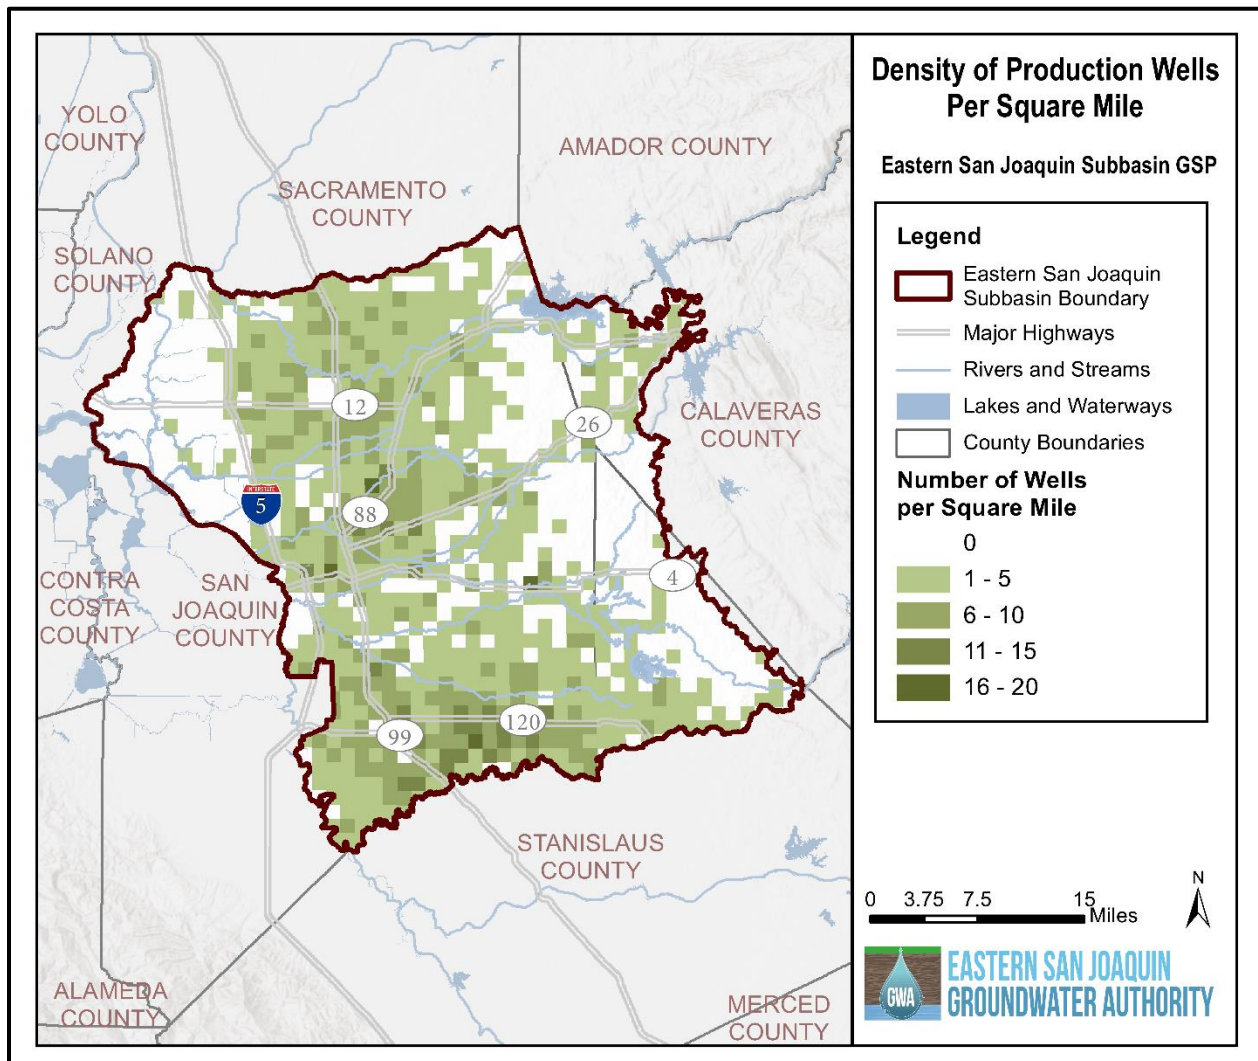 YOLO
COUNTY
AMADOR COUNTY
SACRAMENTO
COUNTY
SOLANO
COUNTY
12
26
CALAVERAS
COUNTY
INTERSTATE
5
88
CONTRA
COSTA
COUNTY
SAN
JOAQUIN
COUNTY
4
99
120
STANISLAUS
COUNTY
ALAMEDA
COUNTY
MERCED
COUNTY
Density of Production Wells
Per Square Mile
Eastern San Joaquin Subbasin GSP
Legend
Eastern San Joaquin
Subbasin Boundary
Major Highways
Rivers and Streams
Lakes and Waterways
County Boundaries
Number of Wells
per Square Mile
0
1 - 5
6 - 10
11 - 15
16 - 20
N
0 3.75 7.5 15
Miles
GWA
EASTERN SAN JOAQUIN
GROUNDWATER AUTHORITY